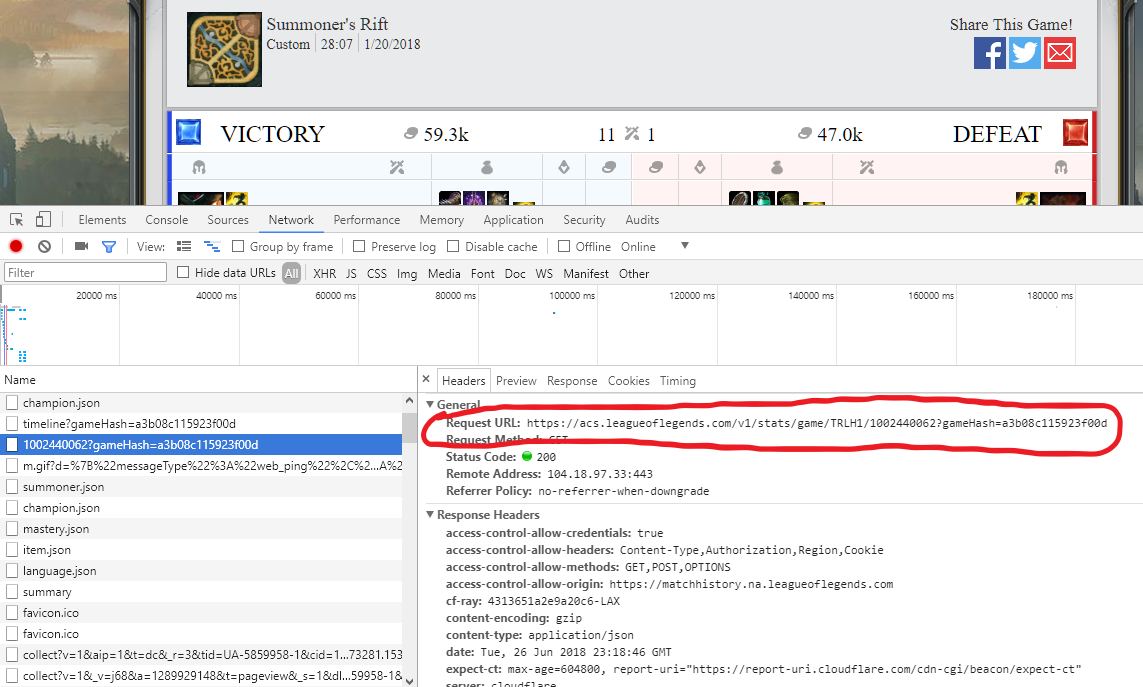 Summoner's Rift
Share This Game!
Custom 28:07 1/20/2018
VICTORY 59.3k 11 1 47.0k DEFEAT
Elements Console Sources Network Performance Memory Application Security Audits
View: Group by frame Preserve log Disable cache Offline Online
Filter Hide data URLs All XHR JS CSS Img Media Font Doc WS Manifest Other
20000 ms 40000 ms 60000 ms 80000 ms 100000 ms 120000 ms 140000 ms 160000 ms 180000 ms
Name
champion.json
timeline?gameHash=a3b08c115923f00d
1002440062?gameHash=a3b08c115923f00d
m.gif?d=%7B%22messageType%22%3A%22web_ping%22%2C%2...A%2
summoner.json
champion.json
mastery.json
item.json
language.json
summary
favicon.ico
favicon.ico
collect?v=1&aip=1&t=dc&_r=3&tid=UA-5859958-1&cid=1...73281.153
collect?v=1&_v=j68&a=1289929148&t=pageview&_s=1&dl...59958-1&
× Headers Preview Response Cookies Timing
General
Request URL: https://acs.leagueoflegends.com/v1/stats/game/TRLH1/1002440062?gameHash=a3b08c115923f00d
Request Method: GET
Status Code: 200
Remote Address: 104.18.97.33:443
Referrer Policy: no-referrer-when-downgrade
Response Headers
access-control-allow-credentials: true
access-control-allow-headers: Content-Type,Authorization,Region,Cookie
access-control-allow-methods: GET,POST,OPTIONS
access-control-allow-origin: https://matchhistory.na.leagueoflegends.com
cf-ray: 4313651a2e9a20c6-LAX
content-encoding: gzip
content-type: application/json
date: Tue, 26 Jun 2018 23:18:46 GMT
expect-ct: max-age=604800, report-uri="https://report-uri.cloudflare.com/cdn-cgi/beacon/expect-ct"
server: cloudflare